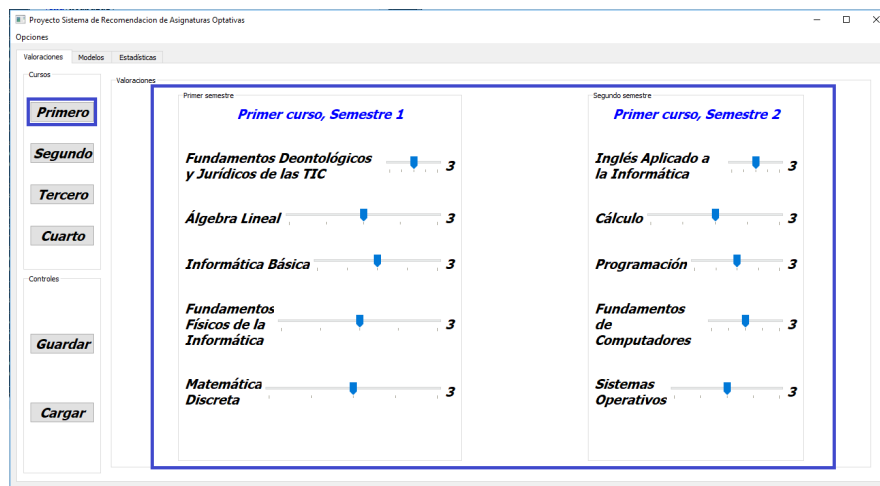 Proyecto Sistema de Recomendacion de Asignaturas Optativas
Opciones
Valoraciones Modelos Estadísticas
Cursos
Primero
Segundo
Tercero
Cuarto
Controles
Guardar
Cargar
Valoraciones
Primer semestre
Primer curso, Semestre 1
Fundamentos Deontológicos
y Jurídicos de las TIC
3
Álgebra Lineal
3
Informática Básica
3
Fundamentos
Físicos de la
Informática
3
Matemática
Discreta
3
Segundo semestre
Primer curso, Semestre 2
Inglés Aplicado a
la Informática
3
Cálculo
3
Programación
3
Fundamentos
de
Computadores
3
Sistemas
Operativos
3